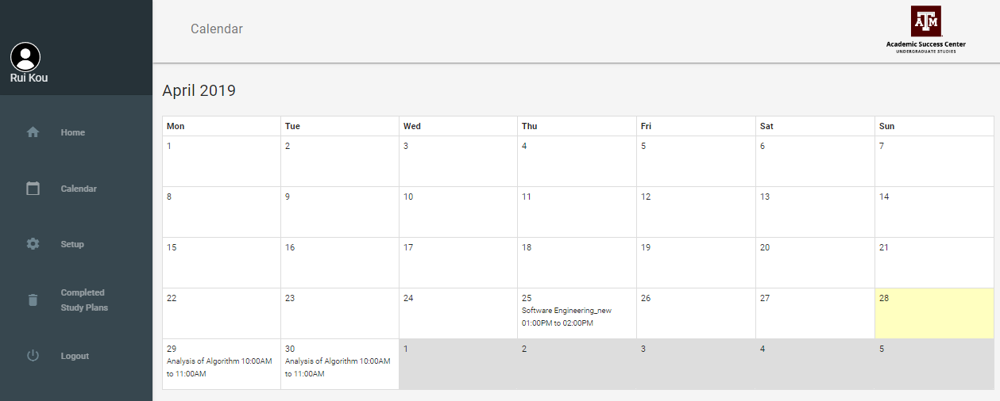 Calendar
ATM
Academic Success Center
UNDERGRADUATE STUDIES
Rui Kou
Home
Calendar
Setup
Completed
Study Plans
Logout
April 2019
Mon Tue Wed Thu Fri Sat Sun
1 2 3 4 5 6 7
8 9 10 11 12 13 14
15 16 17 18 19 20 21
22 23 24 25 26 27 28
Software Engineering_new
01:00PM to 02:00PM
29 30 1 2 3 4 5
Analysis of Algorithm 10:00AM Analysis of Algorithm 10:00AM
to 11:00AM to 11:00AM